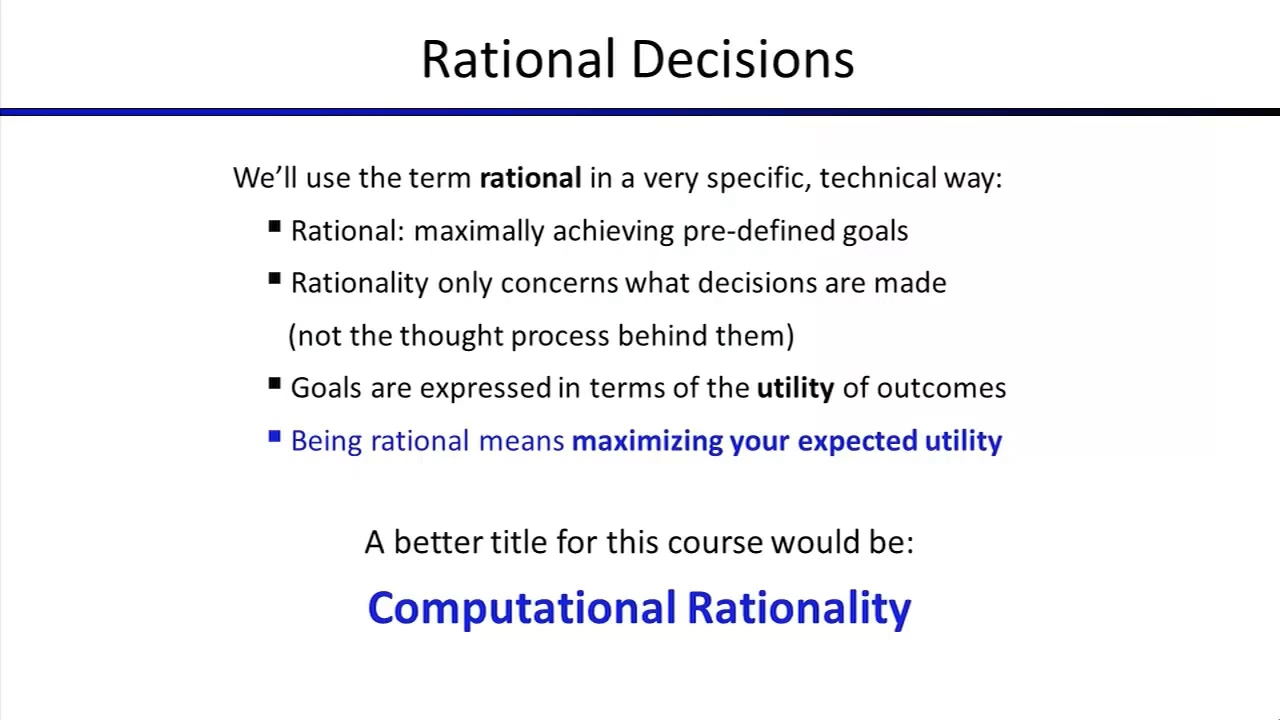 Rational Decisions
We’ll use the term rational in a very specific, technical way:
▪ Rational: maximally achieving pre-defined goals
▪ Rationality only concerns what decisions are made
(not the thought process behind them)
▪ Goals are expressed in terms of the utility of outcomes
▪ Being rational means maximizing your expected utility
A better title for this course would be:
Computational Rationality